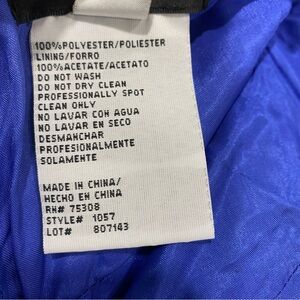 100%POLYESTER/POLIESTER
LINING/FORRO
100%ACETATE/ACETATO
DO NOT WASH
DO NOT DRY CLEAN
PROFESSIONALLY SPOT
CLEAN ONLY
NO LAVAR CON AGUA
NO LAVAR EN SECO
DESMANCHAR
PROFESIONALMENTE
SOLAMENTE
MADE IN CHINA/
HECHO EN CHINA
RN# 75308
STYLE# 1057
LOT# 807143